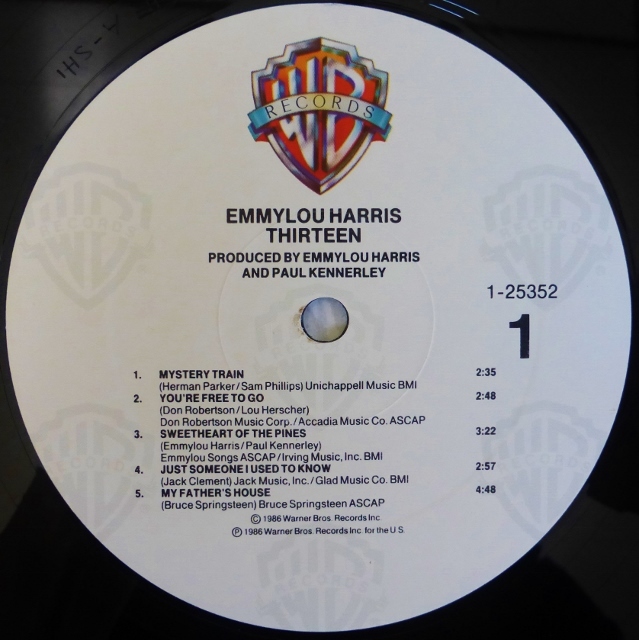 WB
RECORDS
EMMYLOU HARRIS
THIRTEEN
PRODUCED BY EMMYLOU HARRIS
AND PAUL KENNERLEY
1-25352
1
1. MYSTERY TRAIN 2:35
(Herman Parker/Sam Phillips) Unichappell Music BMI
2. YOU'RE FREE TO GO 2:48
(Don Robertson/Lou Herscher)
Don Robertson Music Corp./Accadia Music Co. ASCAP
3. SWEETHEART OF THE PINES 3:22
(Emmylou Harris/Paul Kennerley)
Emmylou Songs ASCAP/Irving Music, Inc. BMI
4. JUST SOMEONE I USED TO KNOW 2:57
(Jack Clement) Jack Music, Inc./Glad Music Co. BMI
5. MY FATHER'S HOUSE 4:48
(Bruce Springsteen) Bruce Springsteen ASCAP
© 1986 Warner Bros. Records Inc.
℗ 1986 Warner Bros. Records Inc. for the U.S.